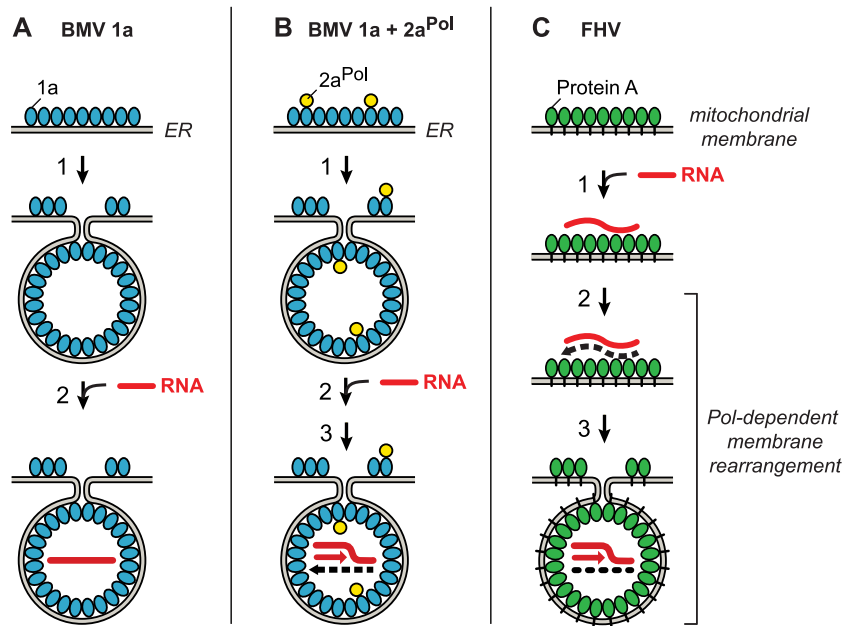 A BMV 1a
1a
ER
1
2
RNA
B BMV 1a + 2aPol
2aPol
ER
1
2
RNA
3
C FHV
Protein A
mitochondrial
membrane
1
RNA
2
3
Pol-dependent
membrane
rearrangement